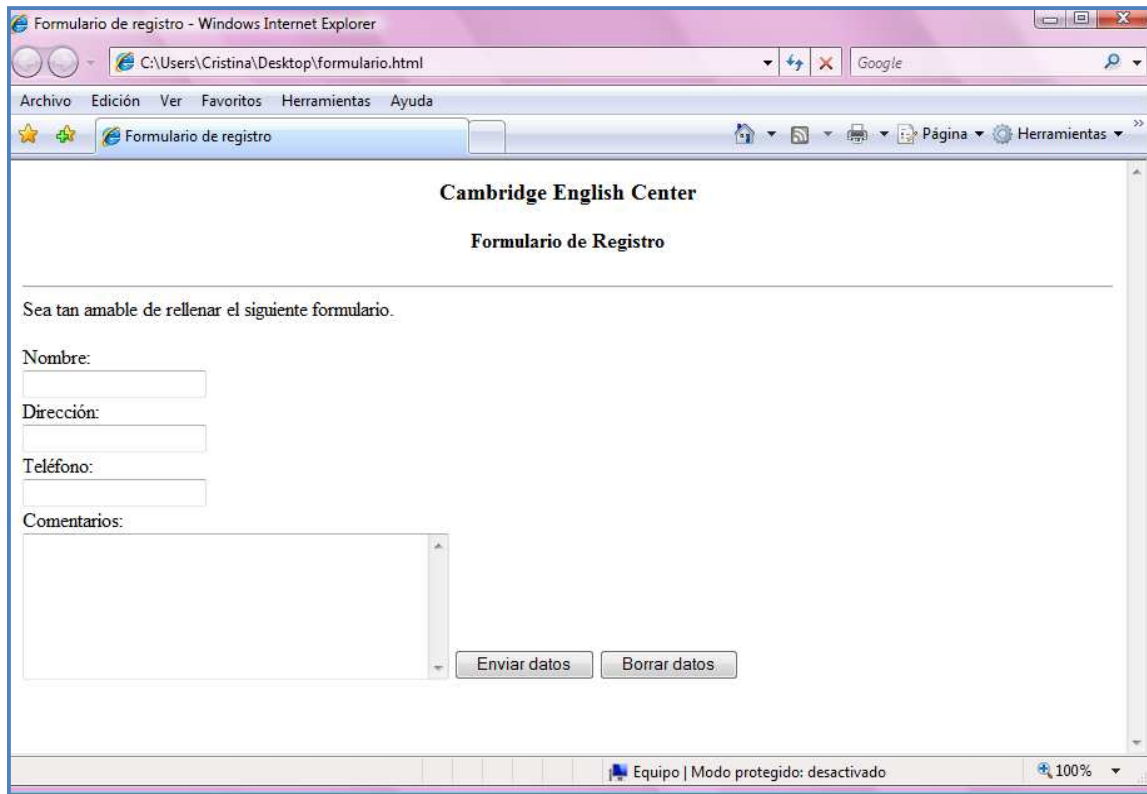 Formulario de registro - Windows Internet Explorer
C:\Users\Cristina\Desktop\formulario.html
Google
Archivo Edición Ver Favoritos Herramientas Ayuda
Formulario de registro
Página Herramientas
Cambridge English Center
Formulario de Registro
Sea tan amable de rellenar el siguiente formulario.
Nombre:
Dirección:
Teléfono:
Comentarios:
Enviar datos Borrar datos
Equipo | Modo protegido: desactivado 100%